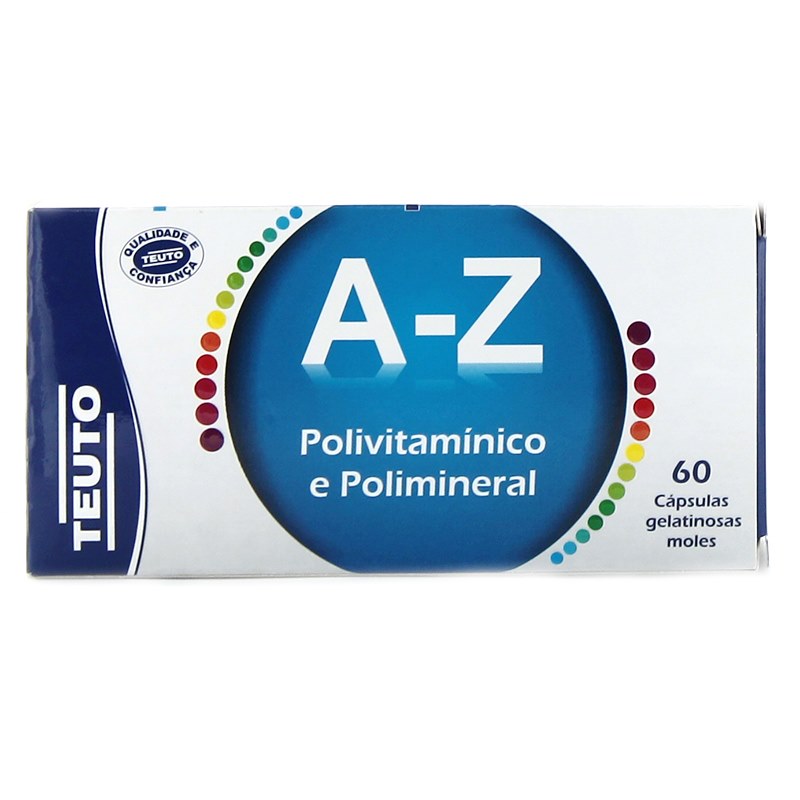 QUALIDADE E
TEUTO
CONFIANÇA
TEUTO
A-Z
Polivitamínico
e Polimineral
60
Cápsulas
gelatinosas
moles